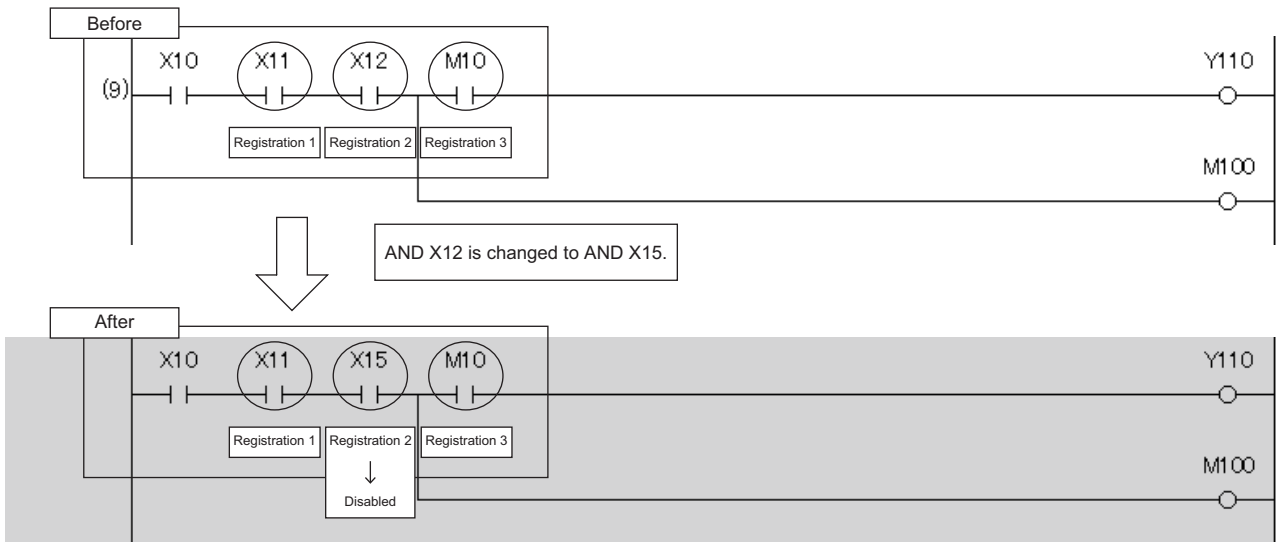 Before
X10 X11 X12 M10 Y110
(9)
Registration 1 Registration 2 Registration 3
M100
AND X12 is changed to AND X15.
After
X10 X11 X15 M10 Y110
Registration 1 Registration 2 Registration 3
↓
M100
Disabled